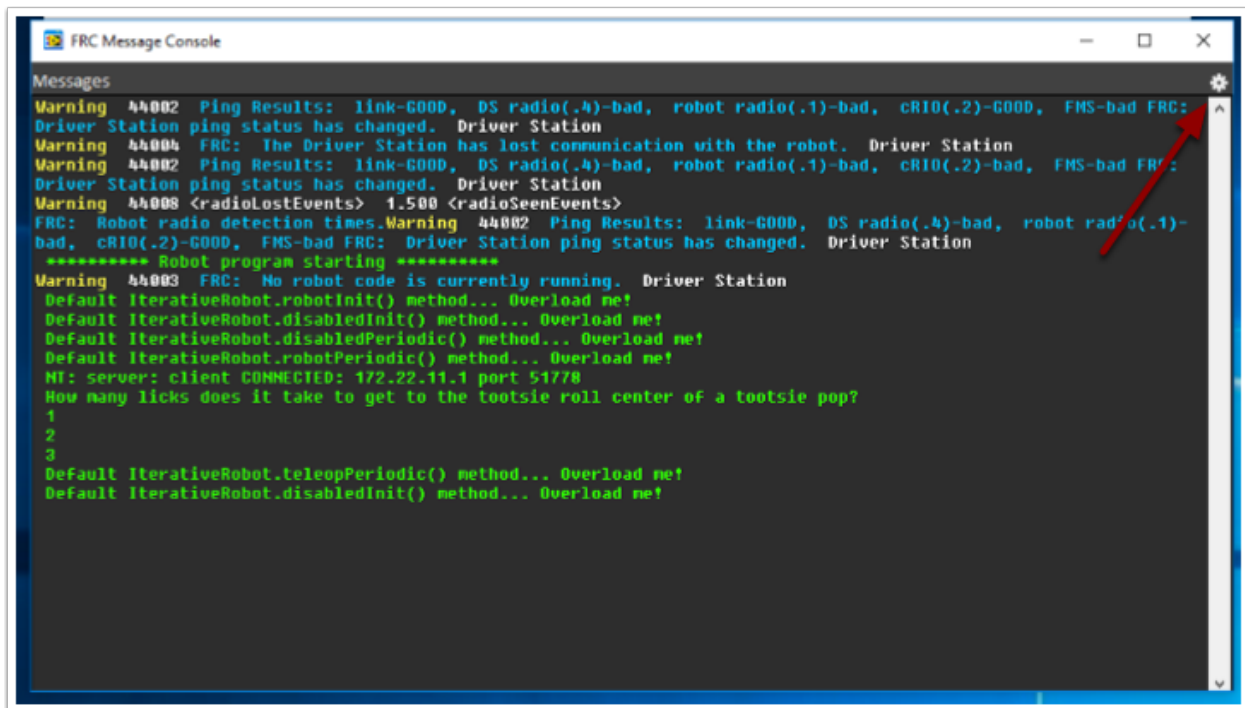 FRC Message Console
Messages
Warning 44002 Ping Results: link-GOOD, DS radio(.4)-bad, robot radio(.1)-bad, cRIO(.2)-GOOD, FMS-bad FRC:
Driver Station ping status has changed. Driver Station
Warning 44004 FRC: The Driver Station has lost communication with the robot. Driver Station
Warning 44002 Ping Results: link-GOOD, DS radio(.4)-bad, robot radio(.1)-bad, cRIO(.2)-bad, FMS-bad FRC:
Driver Station ping status has changed. Driver Station
Warning 44008 <radioLostEvents> 1.500 <radioSeenEvents>
FRC: Robot radio detection times.Warning 44002 Ping Results: link-GOOD, DS radio(.4)-bad, robot radio(.1)-
bad, cRIO(.2)-GOOD, FMS-bad FRC: Driver Station ping status has changed. Driver Station
********** Robot program starting **********
Warning 44003 FRC: No robot code is currently running. Driver Station
Default IterativeRobot.robotInit() method... Overload me!
Default IterativeRobot.disabledInit() method... Overload me!
Default IterativeRobot.disabledPeriodic() method... Overload me!
Default IterativeRobot.robotPeriodic() method... Overload me!
NT: server: client CONNECTED: 172.22.11.1 port 51778
How many licks does it take to get to the tootsie roll center of a tootsie pop?
1
2
3
Default IterativeRobot.teleopPeriodic() method... Overload me!
Default IterativeRobot.disabledInit() method... Overload me!